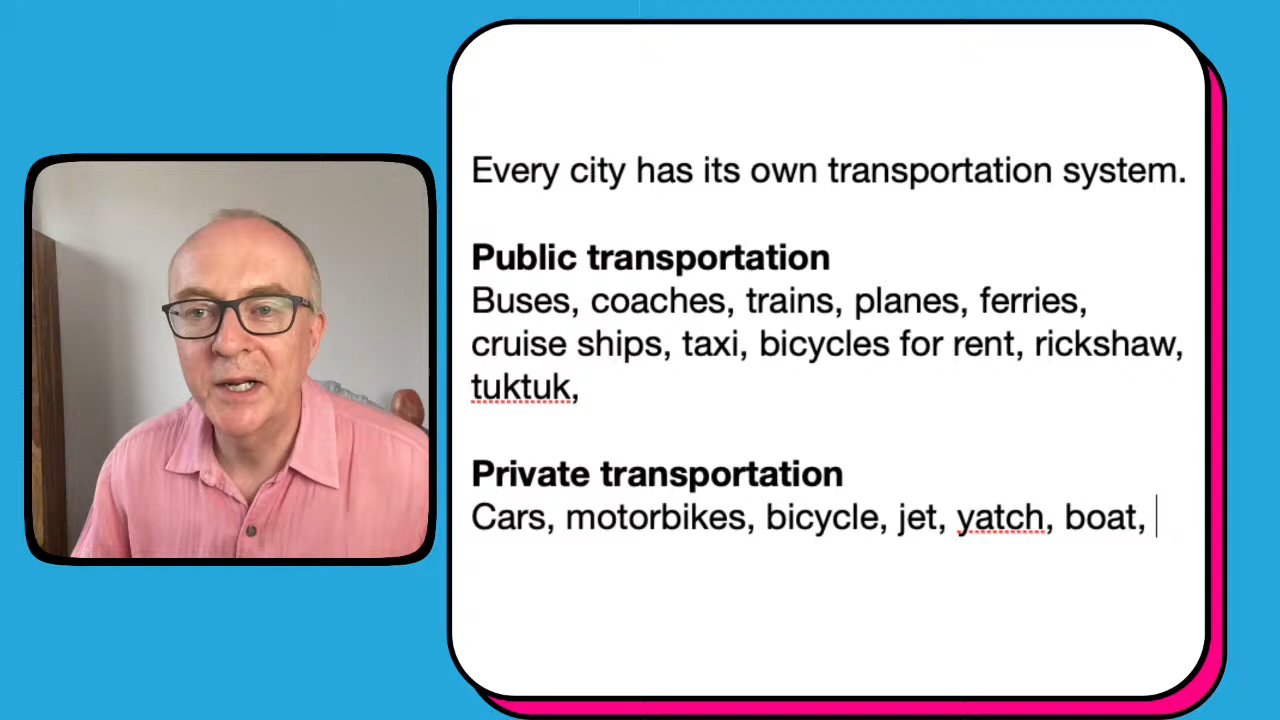 Every city has its own transportation system.
Public transportation
Buses, coaches, trains, planes, ferries,
cruise ships, taxi, bicycles for rent, rickshaw,
tuktuk,
Private transportation
Cars, motorbikes, bicycle, jet, yatch, boat,